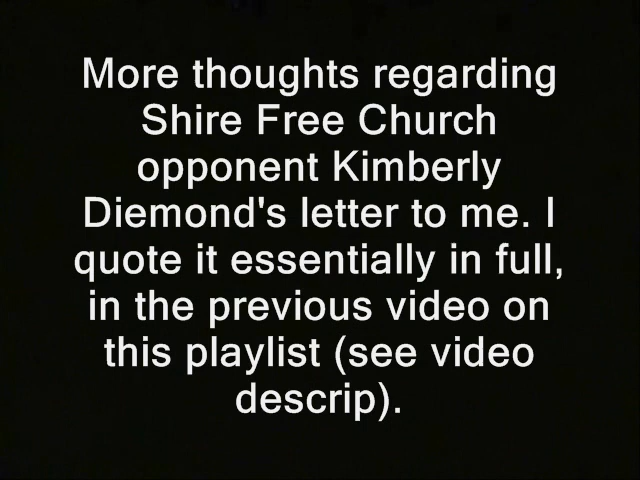 More thoughts regarding
Shire Free Church
opponent Kimberly
Diemond's letter to me. I
quote it essentially in full,
in the previous video on
this playlist (see video
descrip).